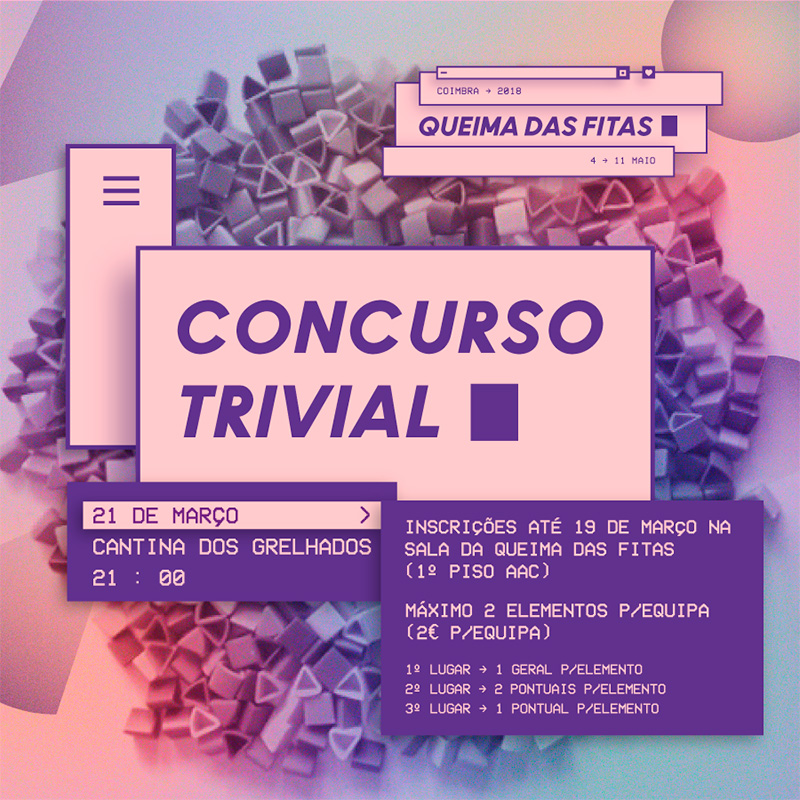 COIMBRA → 2018
QUEIMA DAS FITAS
4 → 11 MAIO
CONCURSO
TRIVIAL
21 DE MARÇO
CANTINA DOS GRELHADOS
21 : 00
INSCRIÇÕES ATÉ 19 DE MARÇO NA
SALA DA QUEIMA DAS FITAS
(1º PISO AAC)
MÁXIMO 2 ELEMENTOS P/EQUIPA
(2€ P/EQUIPA)
1º LUGAR → 1 GERAL P/ELEMENTO
2º LUGAR → 2 PONTUAIS P/ELEMENTO
3º LUGAR → 1 PONTUAL P/ELEMENTO